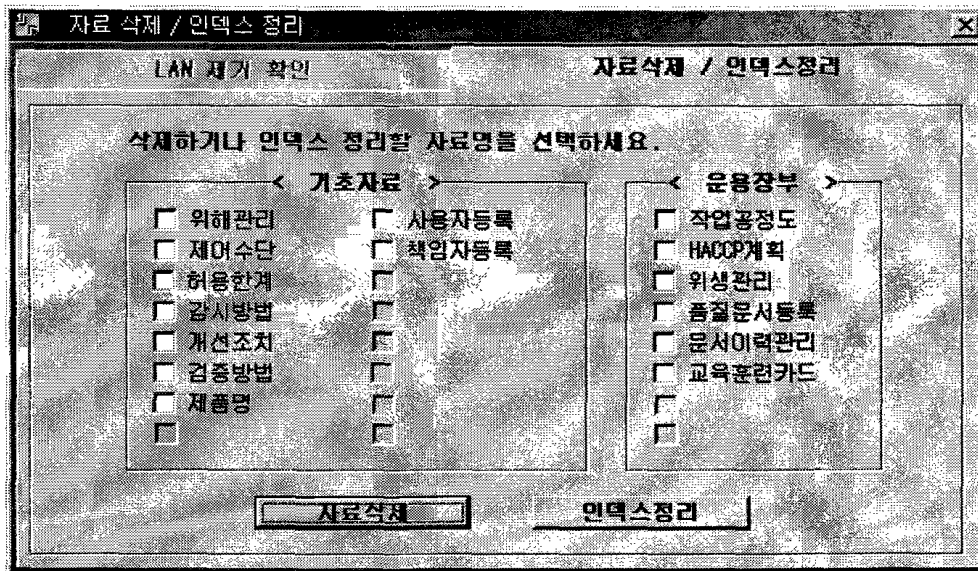 자료 삭제 / 인덱스 정리
LAN 제거 확인
자료삭제 / 인덱스정리
삭제하거나 인덱스 정리할 자료명을 선택하세요.
< 기초자료 >
위해관리
제어수단
허용한계
감시방법
개선조치
검증방법
제품명
사용자등록
책임자등록
< 운용장부 >
작업공정도
HACCP계획
위생관리
품질문서등록
문서이력관리
교육훈련카드
자료삭제
인덱스정리